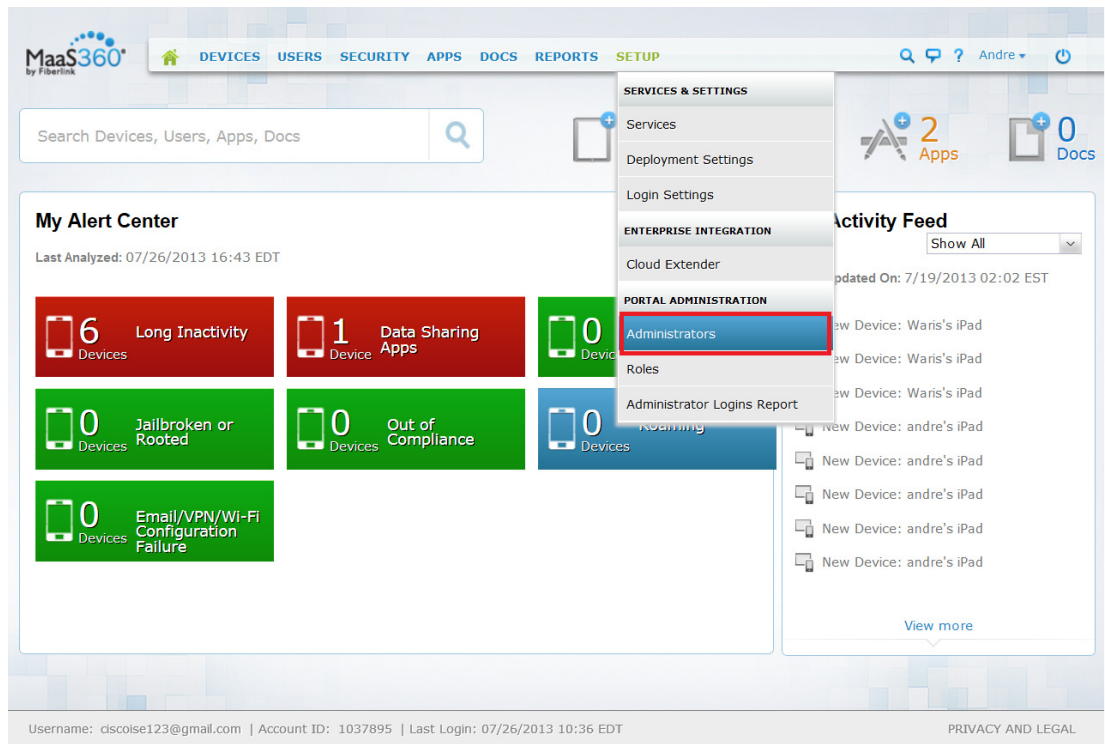 MaaS360
by Fiberlink
DEVICES USERS SECURITY APPS DOCS REPORTS SETUP
? Andre
Search Devices, Users, Apps, Docs
2
Apps
0
Docs
SERVICES & SETTINGS
Services
Deployment Settings
Login Settings
ENTERPRISE INTEGRATION
Cloud Extender
PORTAL ADMINISTRATION
Administrators
Roles
Administrator Logins Report
My Alert Center
Last Analyzed: 07/26/2013 16:43 EDT
6 Devices
Long Inactivity
1 Device
Data Sharing
Apps
0
0 Devices
Jailbroken or
Rooted
0 Devices
Out of
Compliance
0 Devices
Roaming
0 Devices
Email/VPN/Wi-Fi
Configuration
Failure
Activity Feed
Show All
On: 7/19/2013 02:02 EST
Device: Waris's iPad
Device: Waris's iPad
Device: Waris's iPad
New Device: andre's iPad
New Device: andre's iPad
New Device: andre's iPad
New Device: andre's iPad
New Device: andre's iPad
View more
Username: ciscoise123@gmail.com | Account ID: 1037895 | Last Login: 07/26/2013 10:36 EDT
PRIVACY AND LEGAL